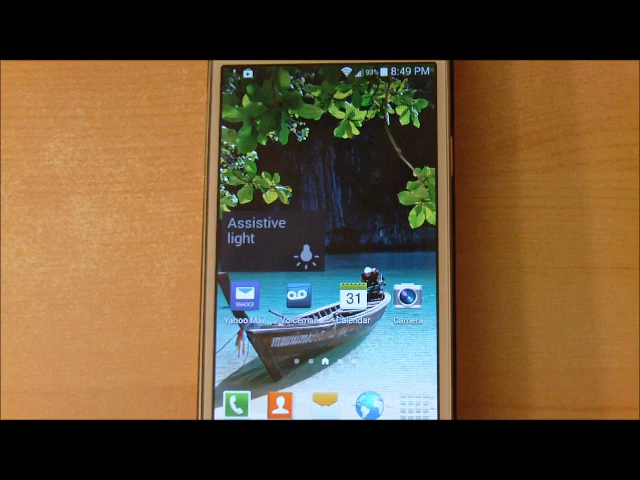 93% 8:49 PM
Assistive
light
YAHOO!
31
Yahoo Mail Voicemail Calendar Camera